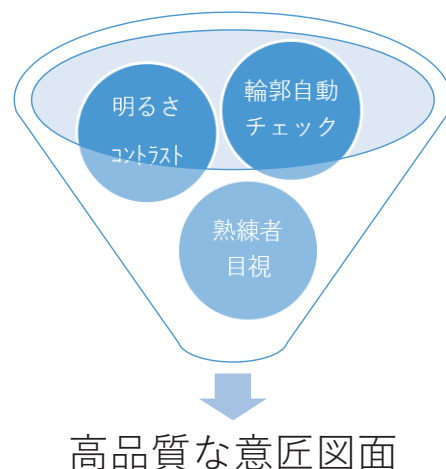 明るさ
ｺﾝﾄﾗｽﾄ
輪郭自動
チェック
熟練者
目視
高品質な意匠図面